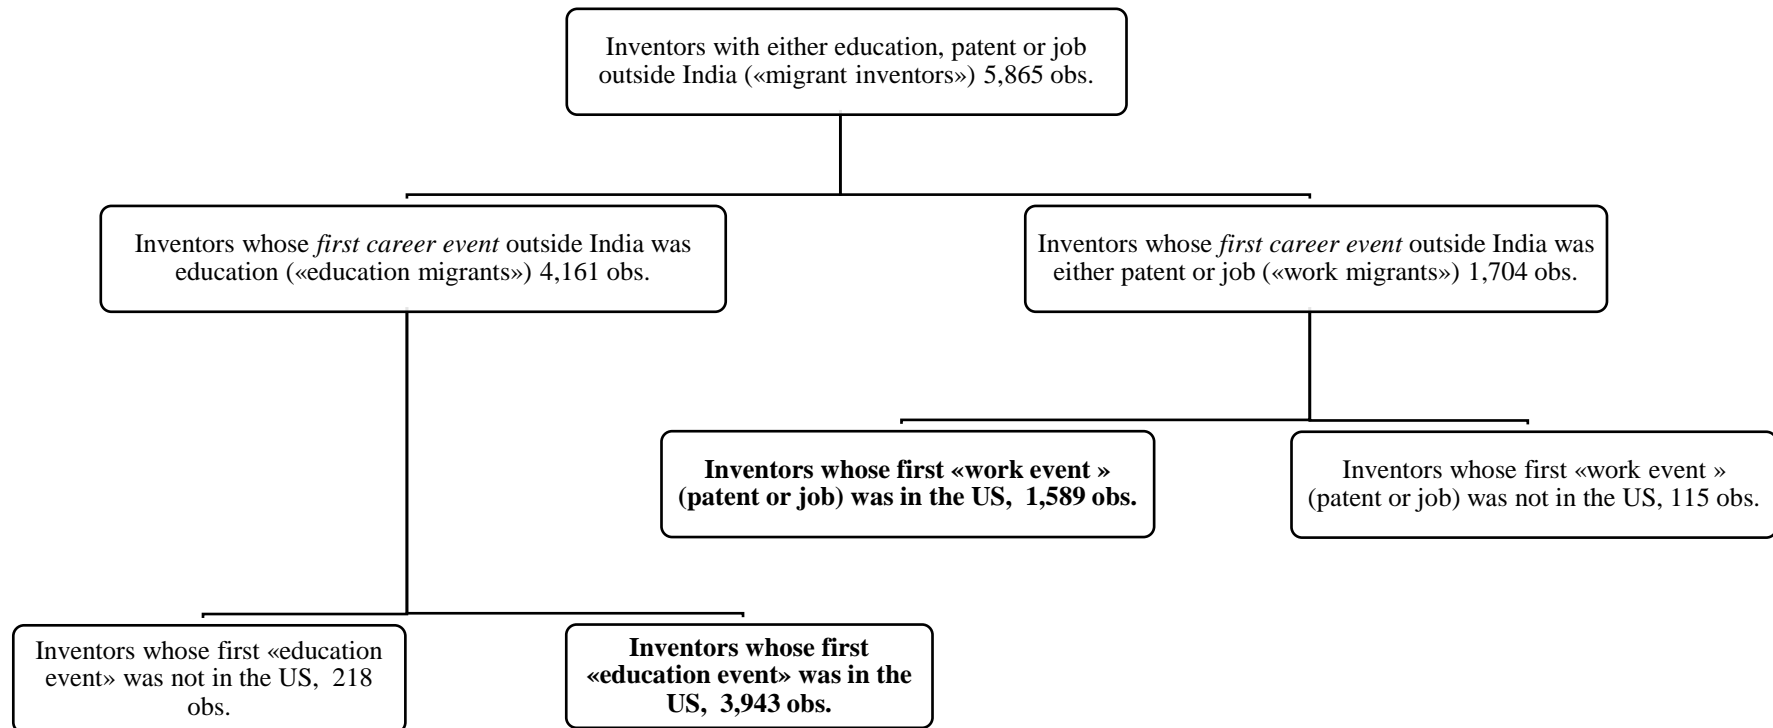 Inventors with either education, patent or job
outside India («migrant inventors») 5,865 obs.
Inventors whose first career event outside India was
education («education migrants») 4,161 obs.
Inventors whose first career event outside India was
either patent or job («work migrants») 1,704 obs.
Inventors whose first «work event »
(patent or job) was in the US,  1,589 obs.
Inventors whose first «work event »
(patent or job) was not in the US, 115 obs.
Inventors whose first «education
event» was not in the US,  218
obs.
Inventors whose first
«education event» was in the
US,  3,943 obs.